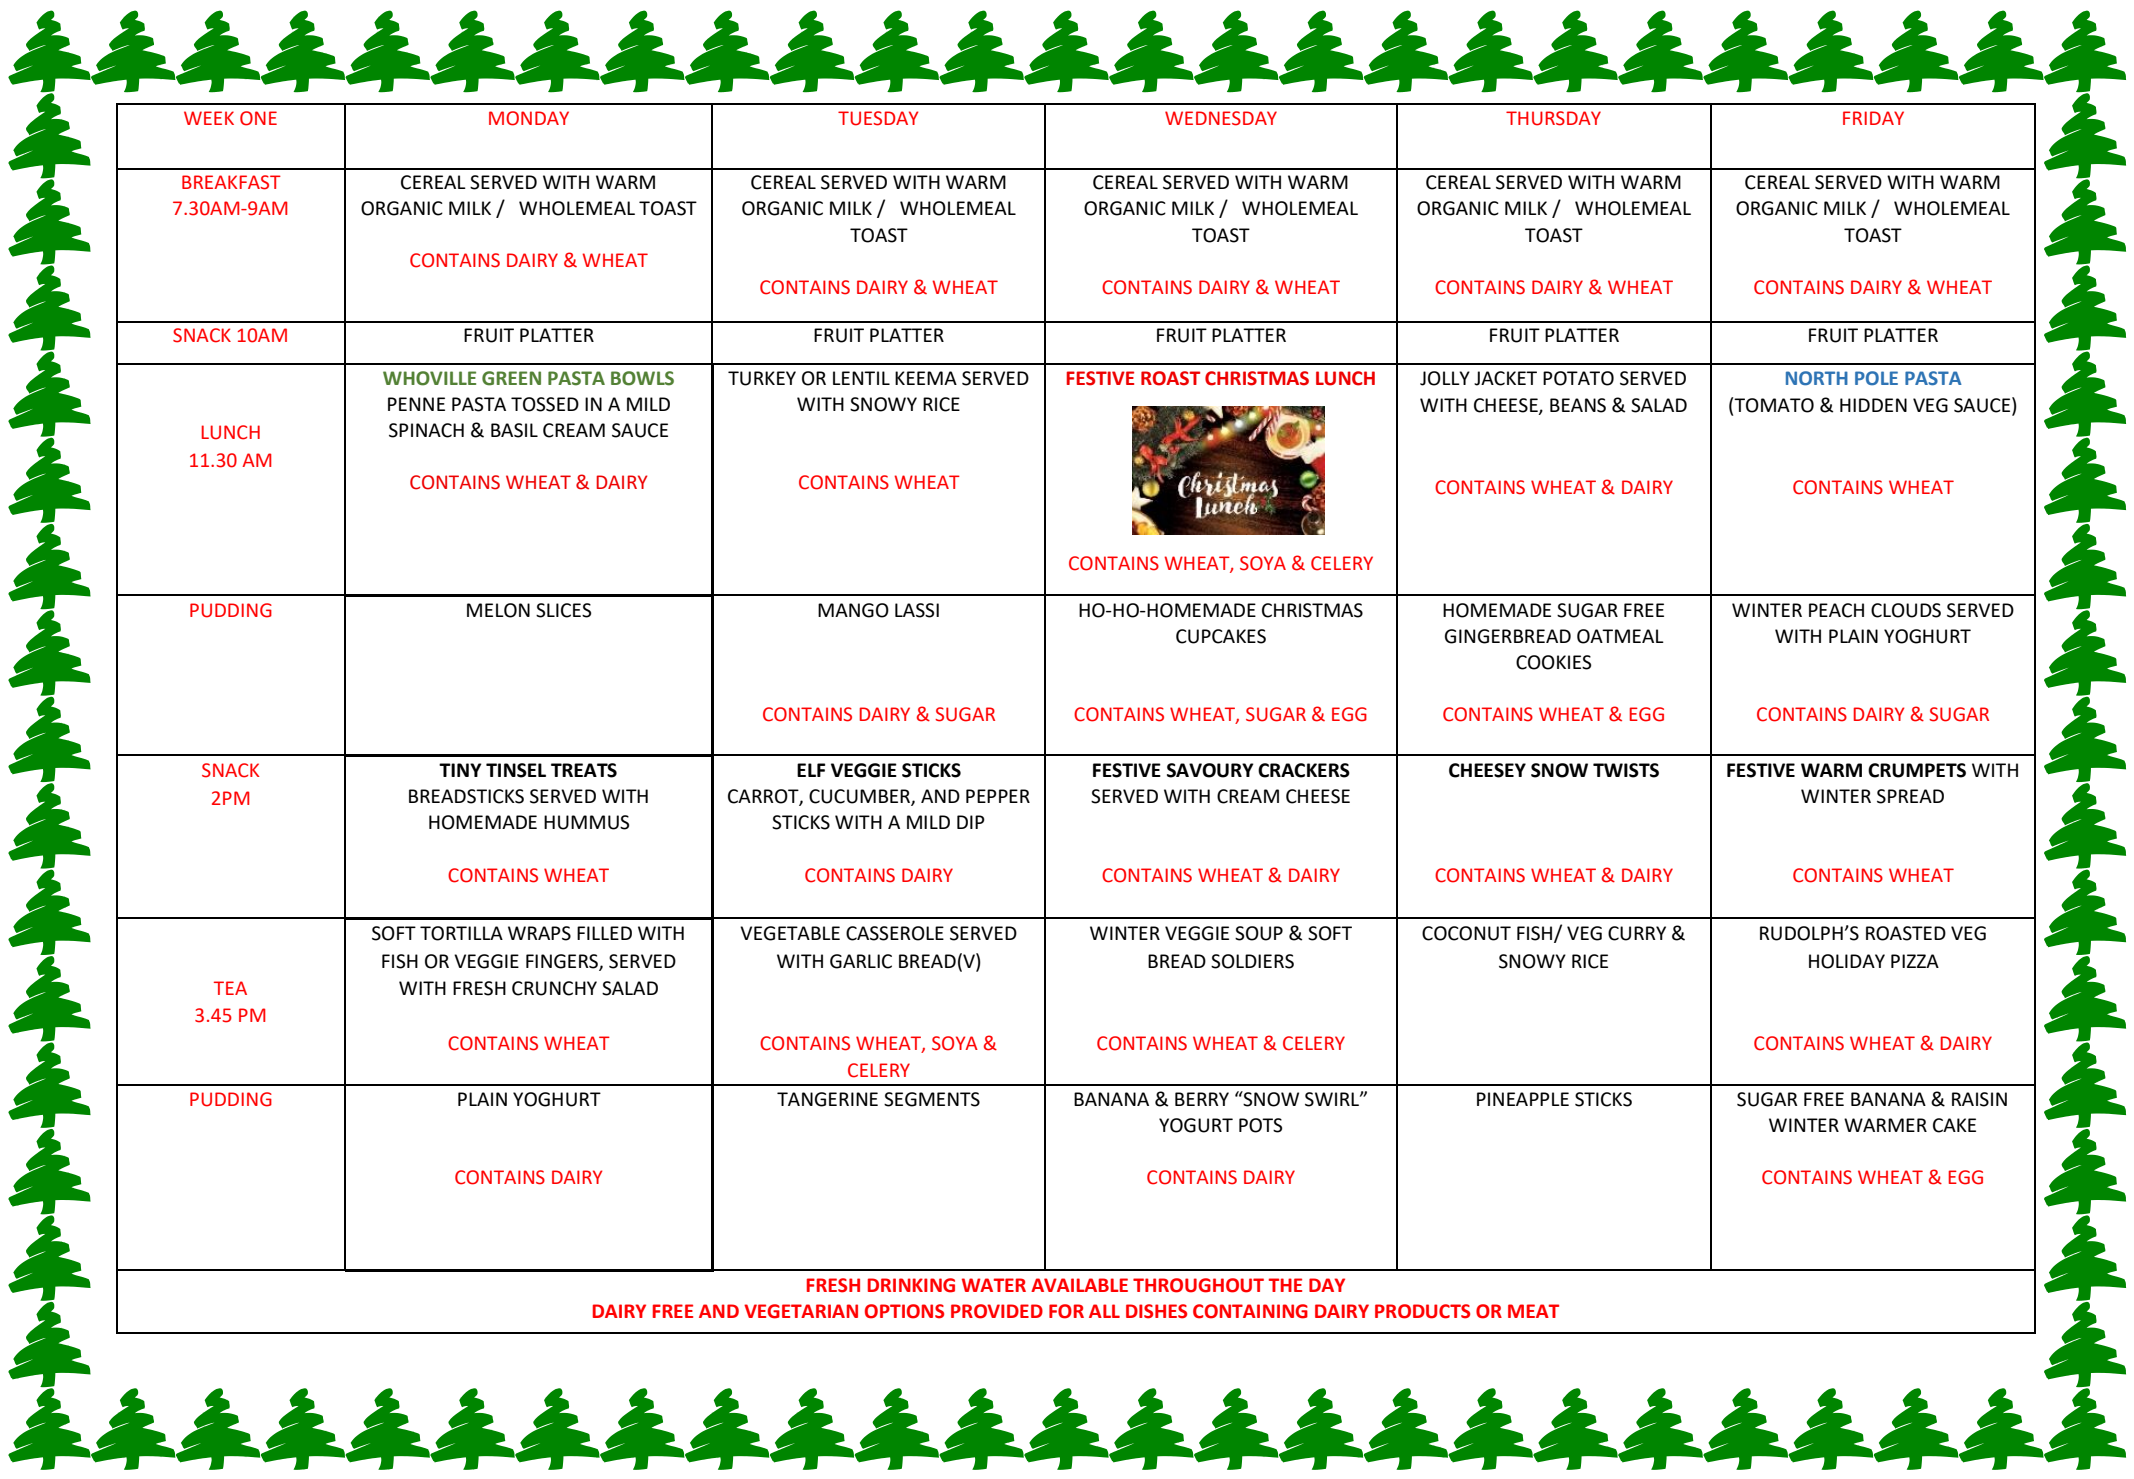 WEEK ONE
MONDAY
TUESDAY
WEDNESDAY
THURSDAY
FRIDAY
BREAKFAST
7.30AM-9AM
CEREAL SERVED WITH WARM
ORGANIC MILK /   WHOLEMEAL TOAST
CONTAINS DAIRY & WHEAT
CEREAL SERVED WITH WARM
ORGANIC MILK /   WHOLEMEAL
TOAST
CONTAINS DAIRY & WHEAT
CEREAL SERVED WITH WARM
ORGANIC MILK /   WHOLEMEAL
TOAST
CONTAINS DAIRY & WHEAT
CEREAL SERVED WITH WARM
ORGANIC MILK /   WHOLEMEAL
TOAST
CONTAINS DAIRY & WHEAT
CEREAL SERVED WITH WARM
ORGANIC MILK /   WHOLEMEAL
TOAST
CONTAINS DAIRY & WHEAT
SNACK 10AM
FRUIT PLATTER
FRUIT PLATTER
FRUIT PLATTER
FRUIT PLATTER
FRUIT PLATTER
LUNCH
11.30 AM
WHOVILLE GREEN PASTA BOWLS
PENNE PASTA TOSSED IN A MILD
SPINACH & BASIL CREAM SAUCE
CONTAINS WHEAT & DAIRY
TURKEY OR LENTIL KEEMA SERVED
WITH SNOWY RICE
CONTAINS WHEAT
FESTIVE ROAST CHRISTMAS LUNCH
Christmas
Lunch
CONTAINS WHEAT, SOYA & CELERY
JOLLY JACKET POTATO SERVED
WITH CHEESE, BEANS & SALAD
CONTAINS WHEAT & DAIRY
NORTH POLE PASTA
(TOMATO & HIDDEN VEG SAUCE)
CONTAINS WHEAT
PUDDING
MELON SLICES
MANGO LASSI
CONTAINS DAIRY & SUGAR
HO-HO-HOMEMADE CHRISTMAS
CUPCAKES
CONTAINS WHEAT, SUGAR & EGG
HOMEMADE SUGAR FREE
GINGERBREAD OATMEAL
COOKIES
CONTAINS WHEAT & EGG
WINTER PEACH CLOUDS SERVED
WITH PLAIN YOGHURT
CONTAINS DAIRY & SUGAR
SNACK
2PM
TINY TINSEL TREATS
BREADSTICKS SERVED WITH
HOMEMADE HUMMUS
CONTAINS WHEAT
ELF VEGGIE STICKS
CARROT, CUCUMBER, AND PEPPER
STICKS WITH A MILD DIP
CONTAINS DAIRY
FESTIVE SAVOURY CRACKERS
SERVED WITH CREAM CHEESE
CONTAINS WHEAT & DAIRY
CHEESEY SNOW TWISTS
CONTAINS WHEAT & DAIRY
FESTIVE WARM CRUMPETS WITH
WINTER SPREAD
CONTAINS WHEAT
TEA
3.45 PM
SOFT TORTILLA WRAPS FILLED WITH
FISH OR VEGGIE FINGERS, SERVED
WITH FRESH CRUNCHY SALAD
CONTAINS WHEAT
VEGETABLE CASSEROLE SERVED
WITH GARLIC BREAD(V)
CONTAINS WHEAT, SOYA &
CELERY
WINTER VEGGIE SOUP & SOFT
BREAD SOLDIERS
CONTAINS WHEAT & CELERY
COCONUT FISH/ VEG CURRY &
SNOWY RICE
RUDOLPH’S ROASTED VEG
HOLIDAY PIZZA
CONTAINS WHEAT & DAIRY
PUDDING
PLAIN YOGHURT
CONTAINS DAIRY
TANGERINE SEGMENTS
BANANA & BERRY “SNOW SWIRL”
YOGURT POTS
CONTAINS DAIRY
PINEAPPLE STICKS
SUGAR FREE BANANA & RAISIN
WINTER WARMER CAKE
CONTAINS WHEAT & EGG
FRESH DRINKING WATER AVAILABLE THROUGHOUT THE DAY
DAIRY FREE AND VEGETARIAN OPTIONS PROVIDED FOR ALL DISHES CONTAINING DAIRY PRODUCTS OR MEAT